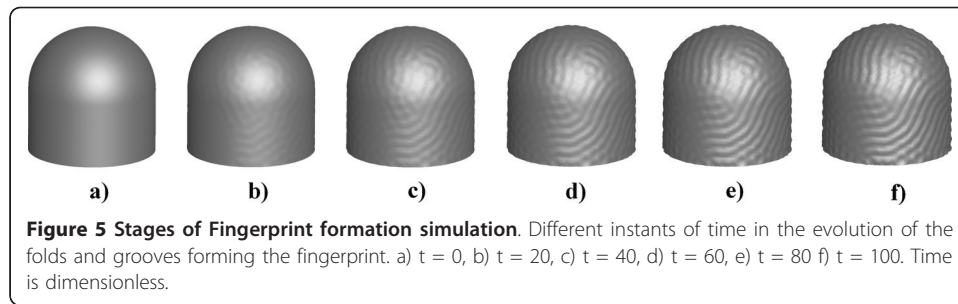 a) b) c) d) e) f)
Figure 5 Stages of Fingerprint formation simulation. Different instants of time in the evolution of the
folds and grooves forming the fingerprint. a) t = 0, b) t = 20, c) t = 40, d) t = 60, e) t = 80 f) t = 100. Time
is dimensionless.